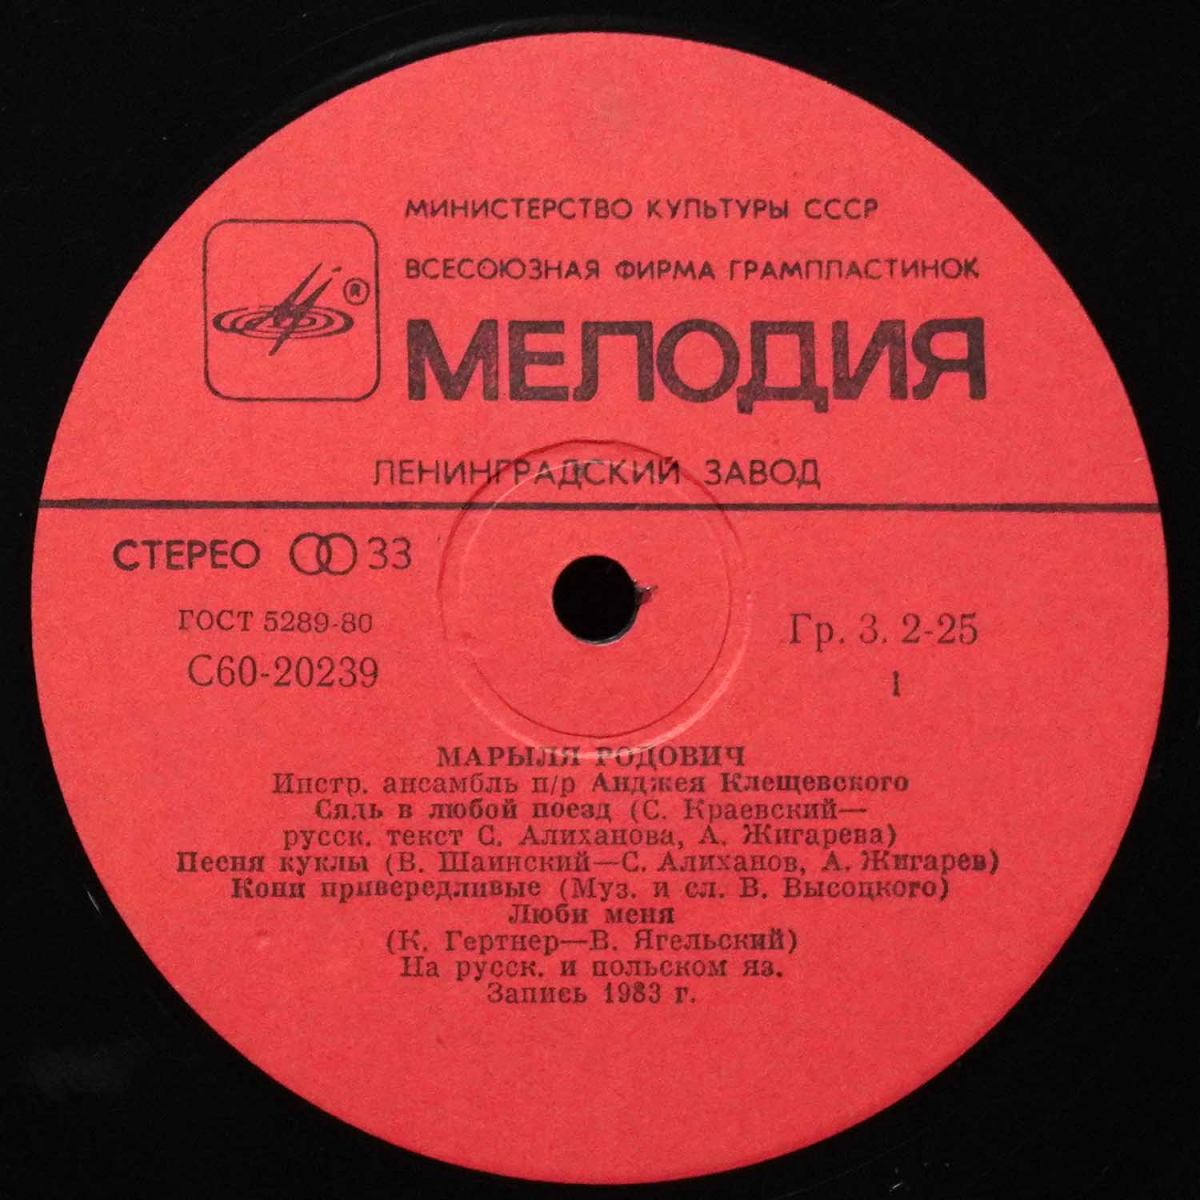 МИНИСТЕРСТВО КУЛЬТУРЫ СССР
ВСЕСОЮЗНАЯ ФИРМА ГРАМПЛАСТИНОК
®
МЕЛОДИЯ
ЛЕНИНГРАДСКИЙ ЗАВОД
СТЕРЕО 33
ГОСТ 5289-80
С60-20239
Гр. 3. 2-25
1
МАРЫЛЯ РОДОВИЧ
Инстр. ансамбль п/р Анджея Клещевского
Сядь в любой поезд (С. Краевский—
русск. текст С. Алиханова, А. Жигарева)
Песня куклы (В. Шаинский—С. Алиханов, А. Жигарев)
Кони привередливые (Муз. и сл. В. Высоцкого)
Люби меня
(К. Гертнер—В. Ягельский)
На русск. и польском яз.
Запись 1983 г.